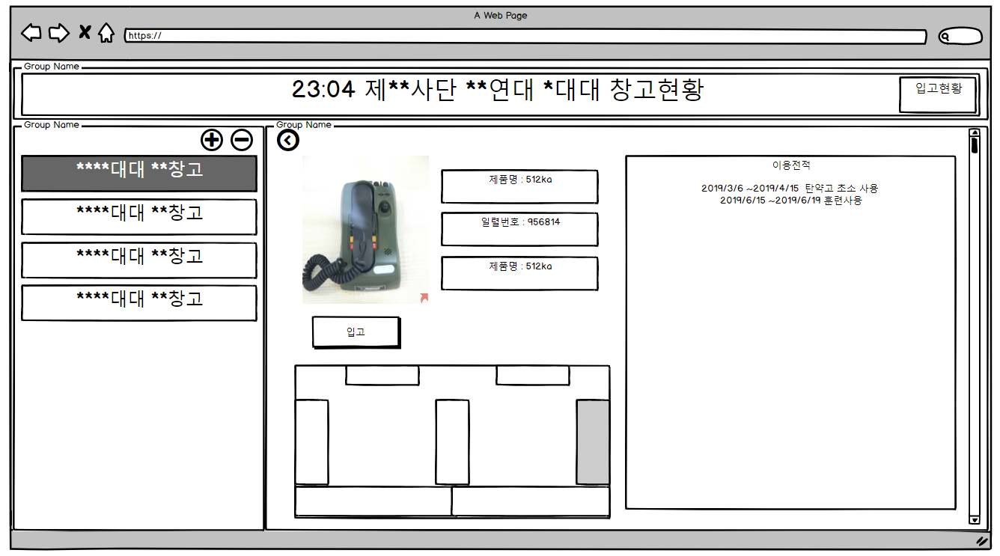 A Web Page
https://
Group Name
23:04 제**사단 **연대 *대대 창고현황
입고현황
Group Name
****대대 **창고
****대대 **창고
****대대 **창고
****대대 **창고
Group Name
제품명 : 512ka
일렬번호 : 956814
제품명 : 512ka
입고
이용전적
2019/3/6 ~2019/4/15 탄약고 초소 사용
2019/6/15 ~2019/6/19 훈련사용